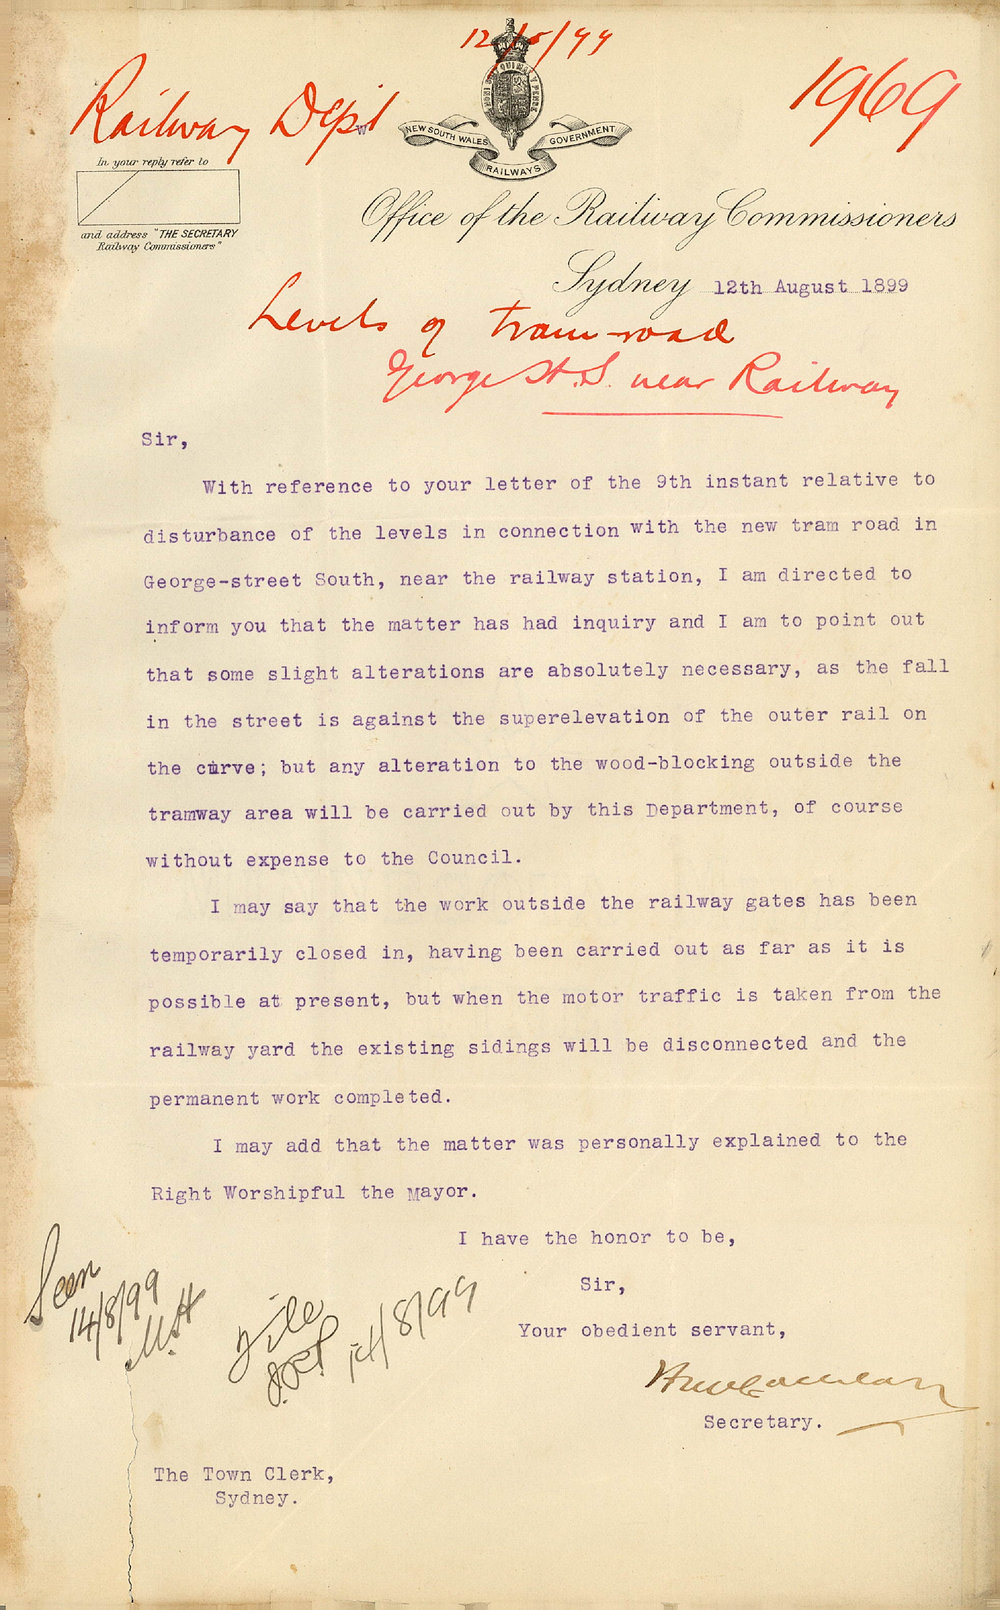 12/8/99
1969
Railway Dept
NEW SOUTH WALES GOVERNMENT
RAILWAYS
In your reply refer to
and address "THE SECRETARY
Railway Commissioners"
Office of the Railway Commissioners
Sydney 12th August 1899
Levels of tram-road
George St. S. near Railway
Sir,
With reference to your letter of the 9th instant relative to
disturbance of the levels in connection with the new tram road in
George-street South, near the railway station, I am directed to
inform you that the matter has had inquiry and I am to point out
that some slight alterations are absolutely necessary, as the fall
in the street is against the superelevation of the outer rail on
the curve; but any alteration to the wood-blocking outside the
tramway area will be carried out by this Department, of course
without expense to the Council.
I may say that the work outside the railway gates has been
temporarily closed in, having been carried out as far as it is
possible at present, but when the motor traffic is taken from the
railway yard the existing sidings will be disconnected and the
permanent work completed.
I may add that the matter was personally explained to the
Right Worshipful the Mayor.
I have the honor to be,
Sir,
Your obedient servant,
Secretary.
Seen
14/8/99
File
14/8/99
The Town Clerk,
Sydney.